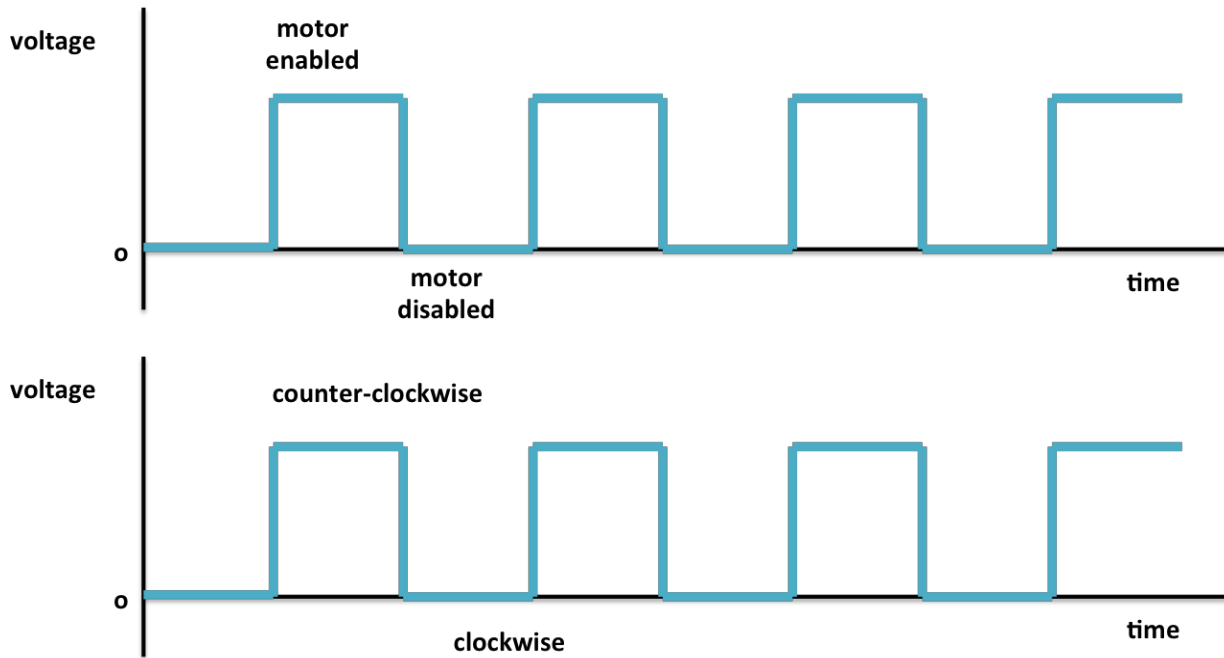 voltage
motor
enabled
o
motor
disabled
time
voltage
counter-clockwise
o
clockwise
time